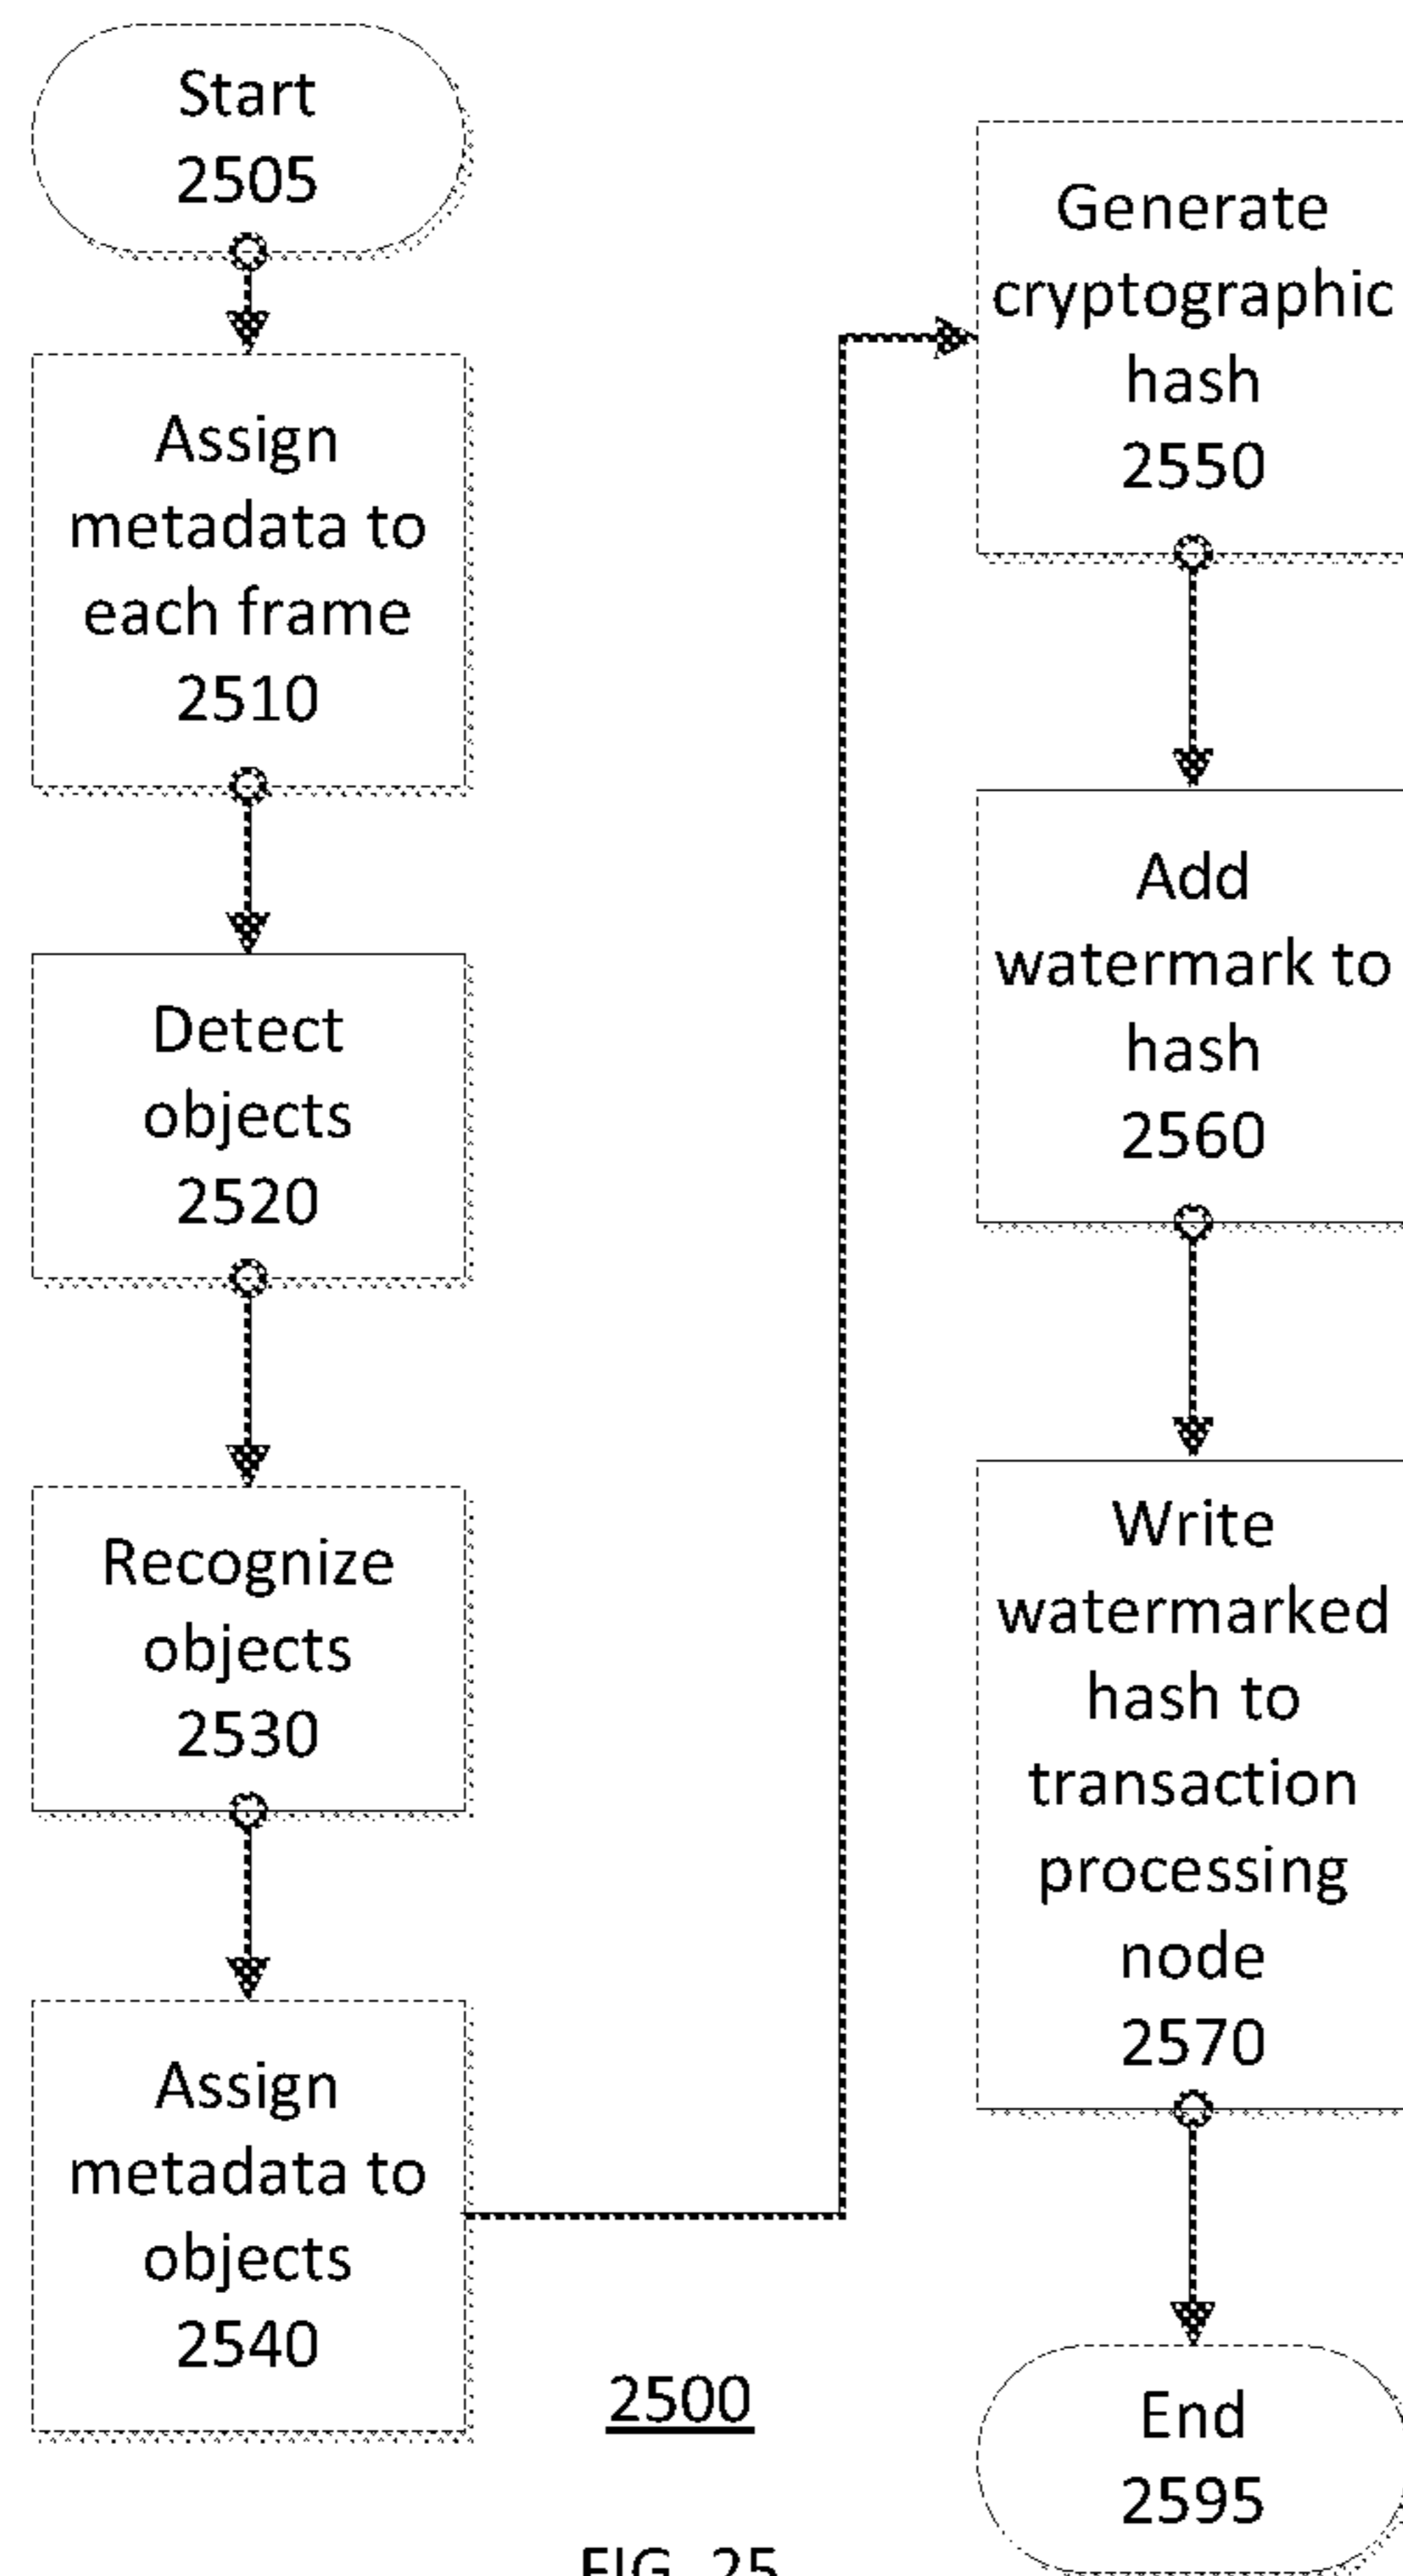 Start
2505
Assign
metadata to
each frame
2510
Detect
objects
2520
Recognize
objects
2530
Assign
metadata to
objects
2540
Generate
cryptographic
hash
2550
Add
watermark to
hash
2560
Write
watermarked
hash to
transaction
processing
node
2570
End
2595
2500
FIG. 25